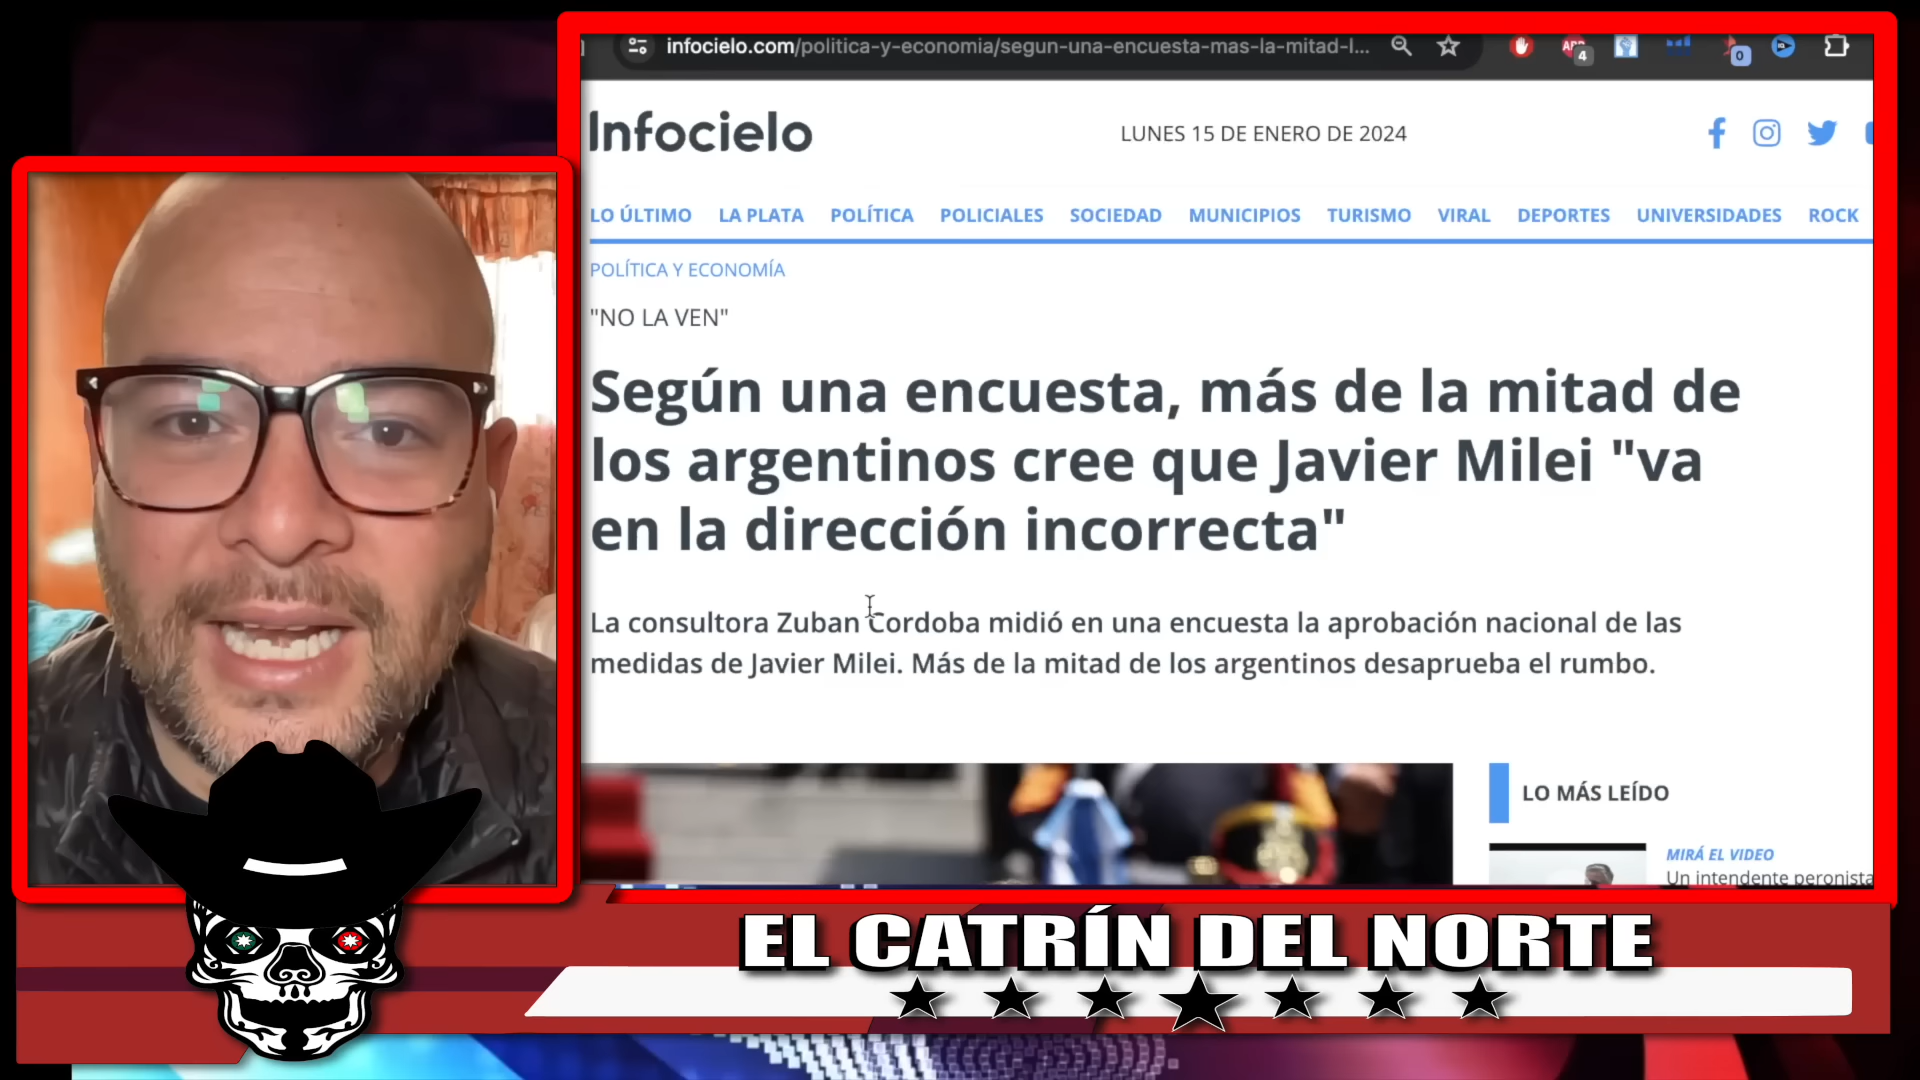 infocielo.com/politica-y-economia/segun-una-encuesta-mas-la-mitad-l...
4
0
Infocielo
LUNES 15 DE ENERO DE 2024
LO ÚLTIMO LA PLATA POLÍTICA POLICIALES SOCIEDAD MUNICIPIOS TURISMO VIRAL DEPORTES UNIVERSIDADES ROCK
POLÍTICA Y ECONOMÍA
"NO LA VEN"
Según una encuesta, más de la mitad de
los argentinos cree que Javier Milei "va
en la dirección incorrecta"
La consultora Zuban Cordoba midió en una encuesta la aprobación nacional de las
medidas de Javier Milei. Más de la mitad de los argentinos desaprueba el rumbo.
LO MÁS LEÍDO
MIRÁ EL VIDEO
Un intendente peronista
EL CATRÍN DEL NORTE